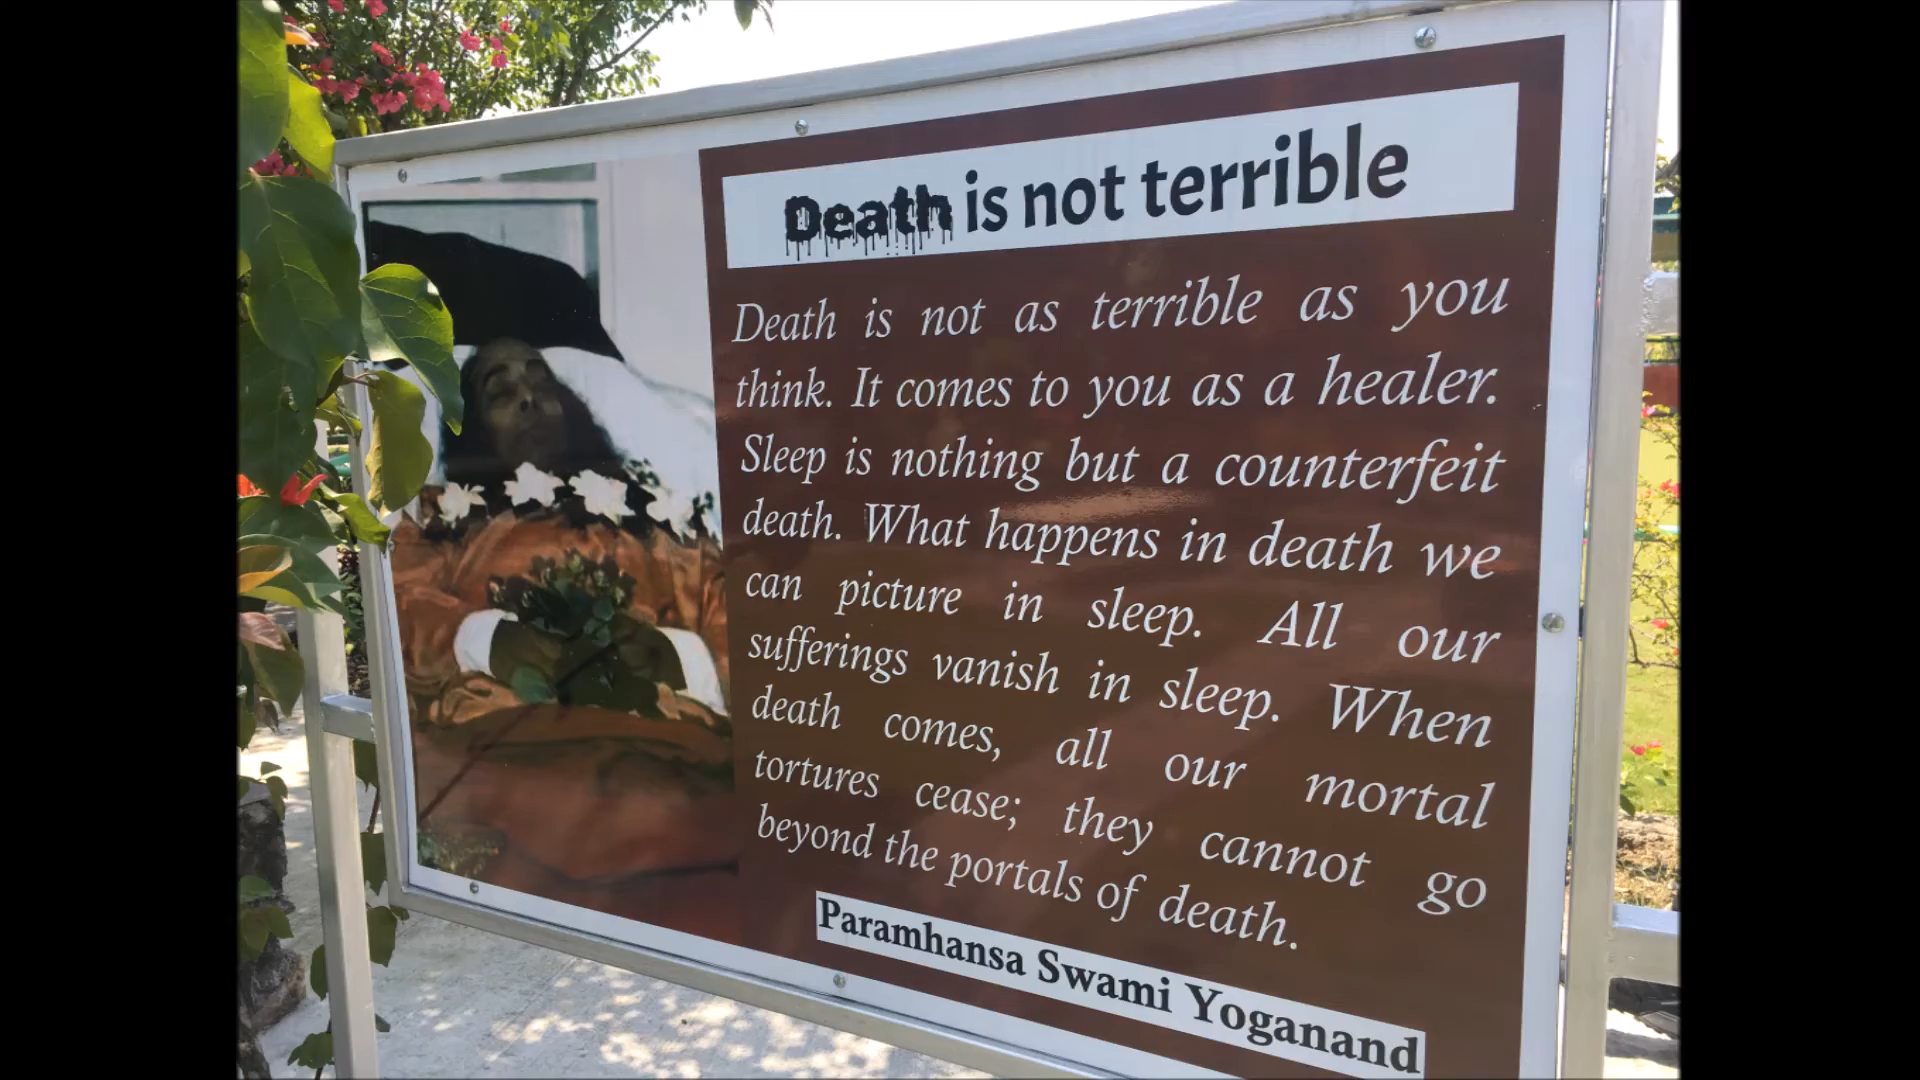 Death is not terrible
Death is not as terrible as you
think. It comes to you as a healer.
Sleep is nothing but a counterfeit
death. What happens in death we
can picture in sleep. All our
sufferings vanish in sleep. When
death comes, all our mortal
tortures cease; they cannot go
beyond the portals of death.
Paramhansa Swami Yoganand